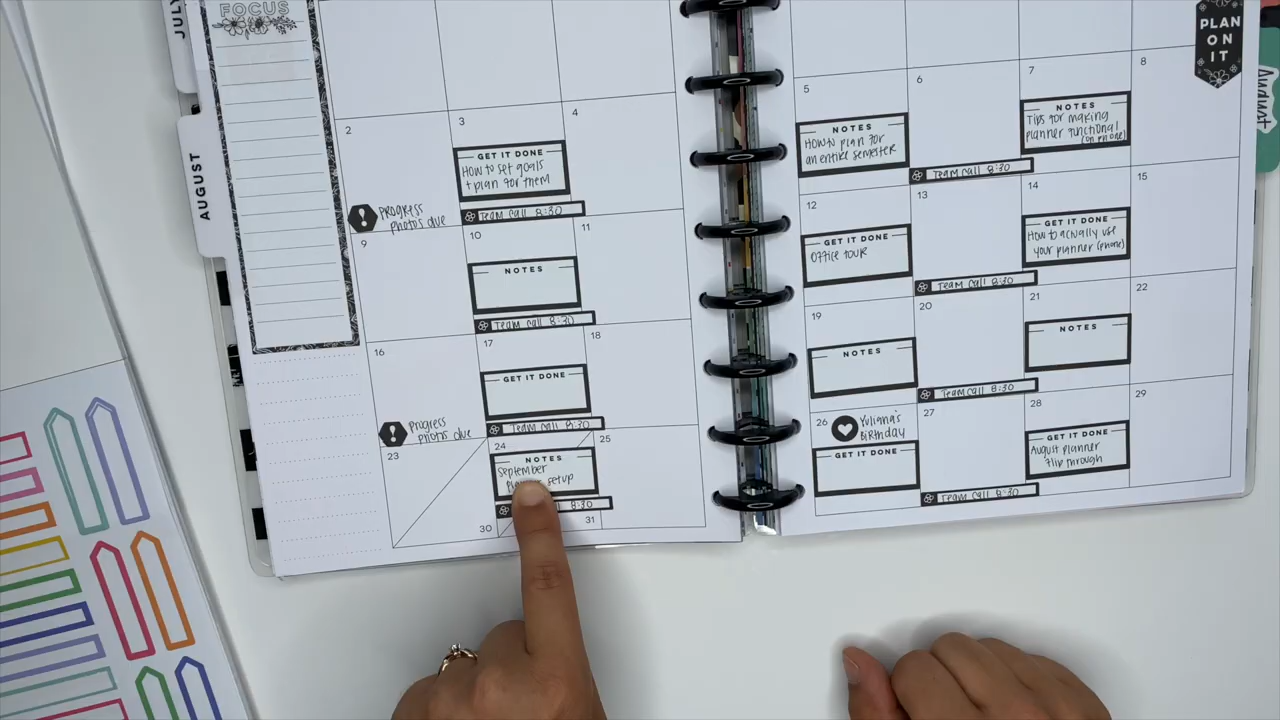 JULY
FOCUS
AUGUST
2
3
GET IT DONE
How to set goals
+ plan for them
Team call 8:30
4
PROGRESS
photos due
9
10
NOTES
Team call 8:30
11
16
17
GET IT DONE
Team call 8:30
18
PROGRESS
photos due
23
30
24
NOTES
September
setup
8:30
31
25
5
NOTES
How to plan for
an entire semester
6
Team call 8:30
7
NOTES
Tips for making
planner functional
8
PLAN
ON
IT
August
12
GET IT DONE
OFFICE TOUR
13
Team call 8:30
14
GET IT DONE
How to actually use
your planner (phone)
15
19
NOTES
20
Team call 8:30
21
NOTES
22
26
Yuliana's
Birthday
GET IT DONE
27
Team call 8:30
28
GET IT DONE
August planner
flip through
29